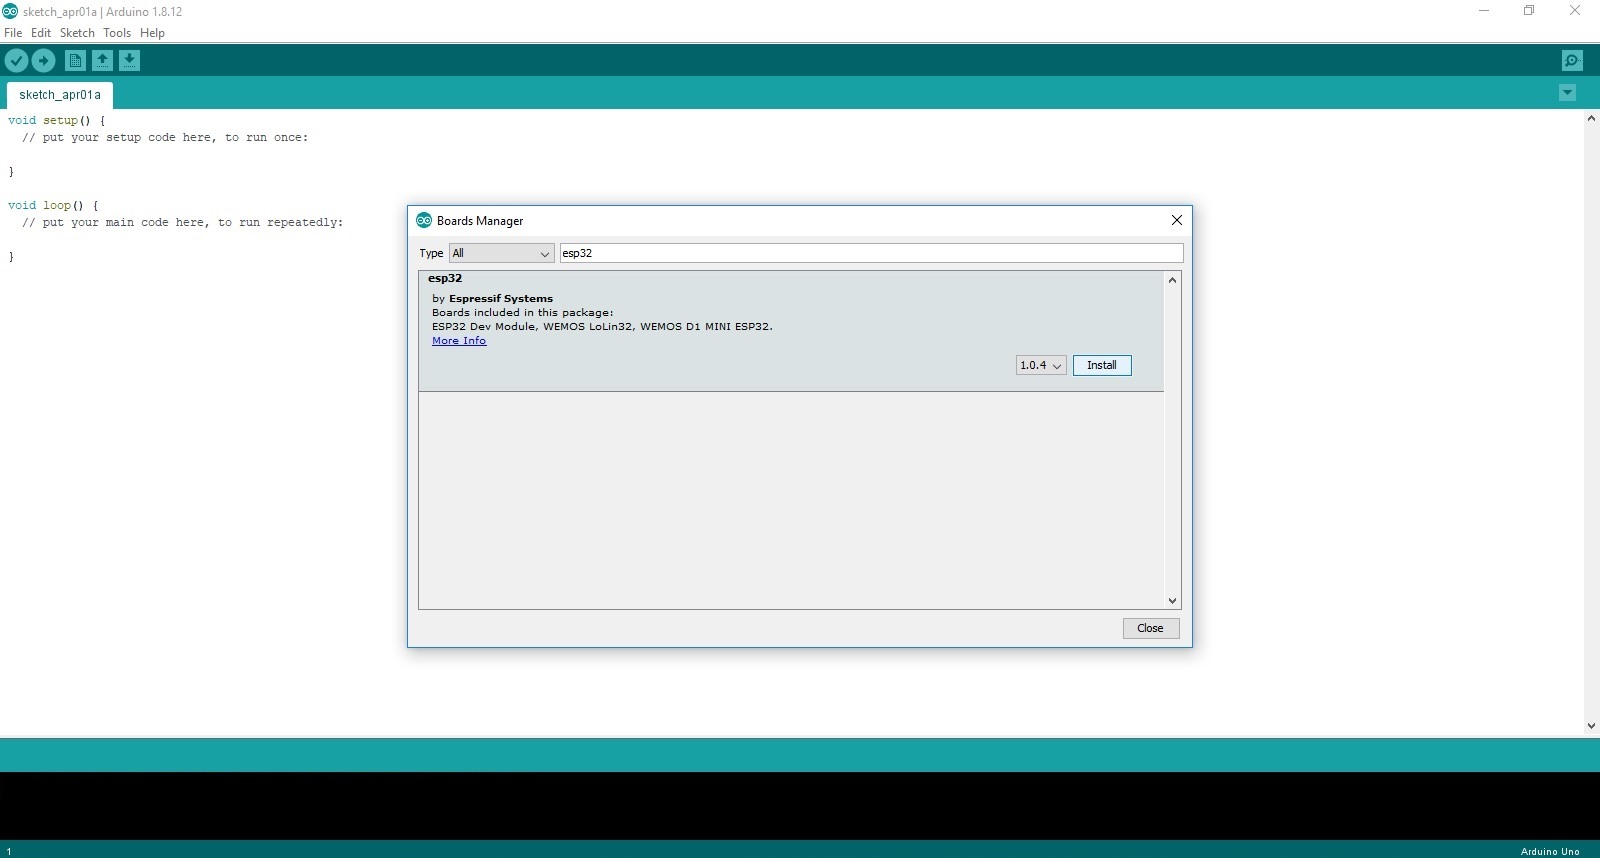 sketch_apr01a | Arduino 1.8.12
File Edit Sketch Tools Help
sketch_apr01a
void setup() {
  // put your setup code here, to run once:
}
void loop() {
  // put your main code here, to run repeatedly:
}
Boards Manager
Type All esp32
esp32
by Espressif Systems
Boards included in this package:
ESP32 Dev Module, WEMOS LoLin32, WEMOS D1 MINI ESP32.
More Info
1.0.4 Install
Close
1 Arduino Uno